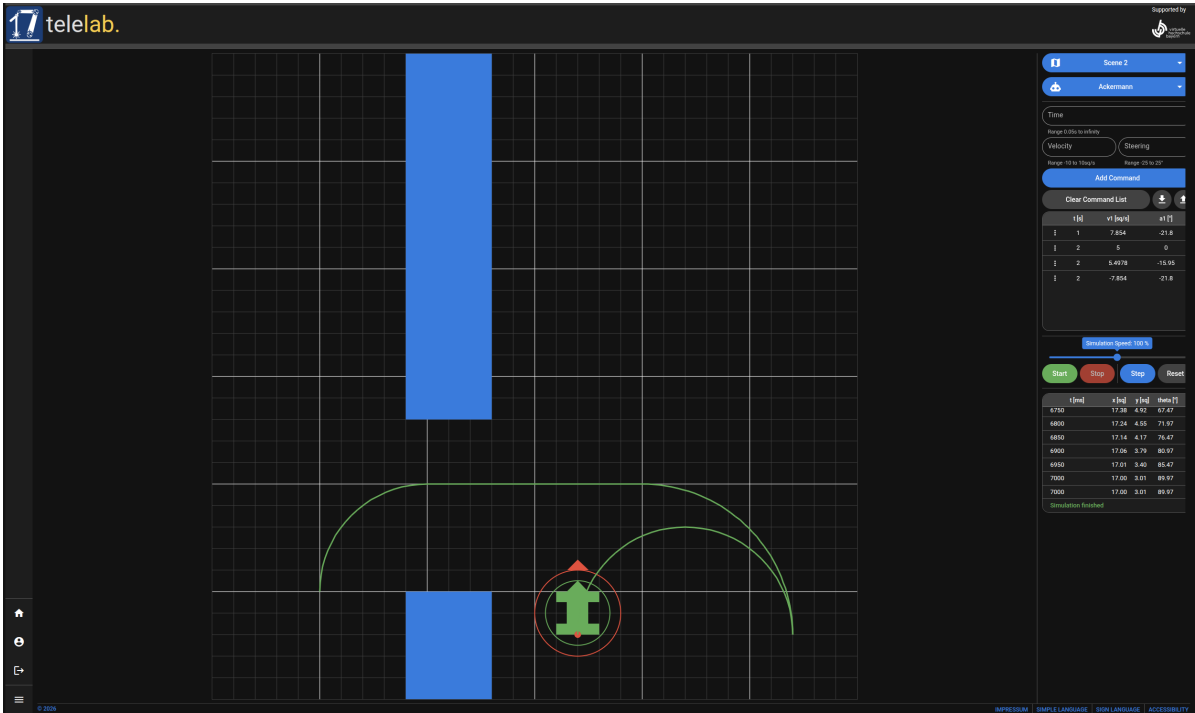 Supported by
telelab.
virtuelle
hochschule
bayern
Scene 2
Ackermann
Time
Range 0.05s to infinity
Velocity
Steering
Range -10 to 10sq/s
Range -25 to 25°
Add Command
Clear Command List
t [s] v1 [sq/s] s1 [°]
1 7.854 -21.8
2 5 0
2 5.4978 -15.95
2 -7.854 -21.8
Simulation Speed: 100 %
Start Stop Step Reset
t [ms] x [sq] y [sq] theta [°]
6750 17.38 4.92 67.47
6800 17.24 4.55 71.97
6850 17.14 4.17 76.47
6900 17.06 3.79 80.97
6950 17.01 3.40 85.47
7000 17.00 3.01 89.97
7000 17.00 3.01 89.97
Simulation finished
© 2026
IMPRESSUM SIMPLE LANGUAGE SIGN LANGUAGE ACCESSIBILITY